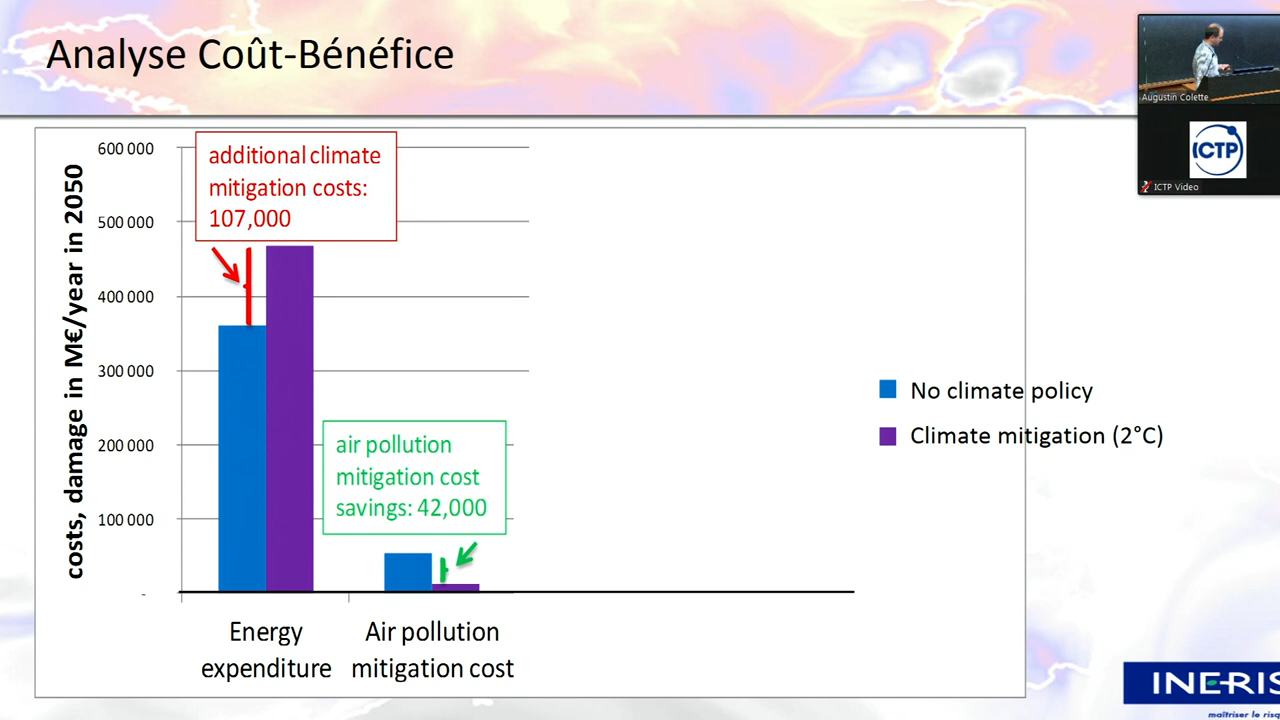 Analyse Coût-Bénéfice
Augustin Colette
ICTP
ICTP Video
costs, damage in M€/year in 2050
600 000
500 000
400 000
300 000
200 000
100 000
-
additional climate
mitigation costs:
107,000
air pollution
mitigation cost
savings: 42,000
No climate policy
Climate mitigation (2°C)
Energy
expenditure
Air pollution
mitigation cost
INERIS
maîtriser le